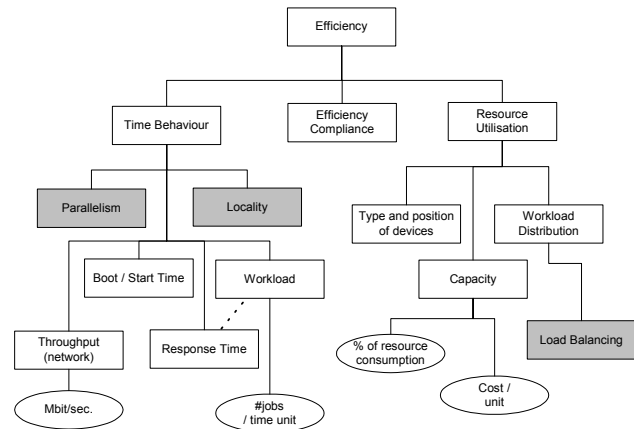 Efficiency
Time Behaviour
Efficiency
Compliance
Resource
Utilisation
Parallelism
Locality
Type and position
of devices
Workload
Distribution
Boot / Start Time
Workload
Capacity
Throughput
(network)
Response Time
% of resource
consumption
Load Balancing
Mbit/sec.
#jobs
/ time unit
Cost /
unit